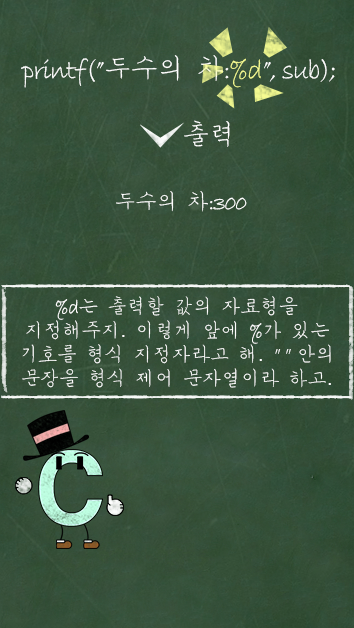 printf("두수의 차:%d", sub);
출력
두수의 차:300
%d는 출력할 값의 자료형을
지정해주지. 이렇게 앞에 %가 있는
기호를 형식 지정자라고 해. " " 안의
문장을 형식 제어 문자열이라 하고.
C